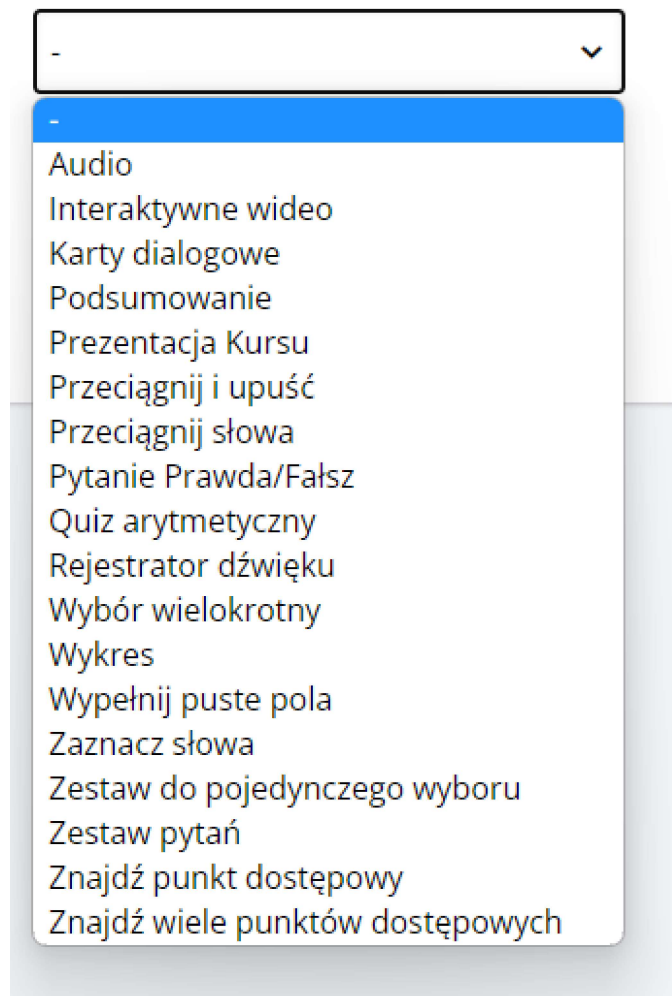 -
-
Audio
Interaktywne wideo
Karty dialogowe
Podsumowanie
Prezentacja Kursu
Przeciągnij i upuść
Przeciągnij słowa
Pytanie Prawda/Fałsz
Quiz arytmetyczny
Rejestrator dźwięku
Wybór wielokrotny
Wykres
Wypełnij puste pola
Zaznacz słowa
Zestaw do pojedynczego wyboru
Zestaw pytań
Znajdź punkt dostępowy
Znajdź wiele punktów dostępowych